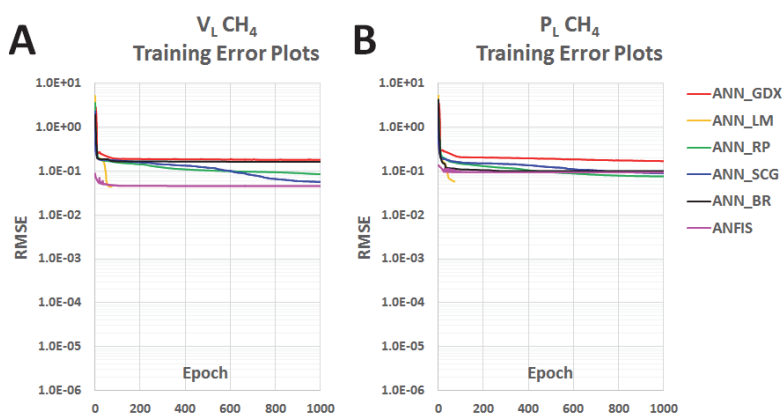 A
V_L CH_4
Training Error Plots
RMSE
1.0E+01
1.0E+00
1.0E-01
1.0E-02
1.0E-03
1.0E-04
1.0E-05
1.0E-06
Epoch
0 200 400 600 800 1000
B
P_L CH_4
Training Error Plots
RMSE
1.0E+01
1.0E+00
1.0E-01
1.0E-02
1.0E-03
1.0E-04
1.0E-05
1.0E-06
Epoch
0 200 400 600 800 1000
ANN_GDX
ANN_LM
ANN_RP
ANN_SCG
ANN_BR
ANFIS